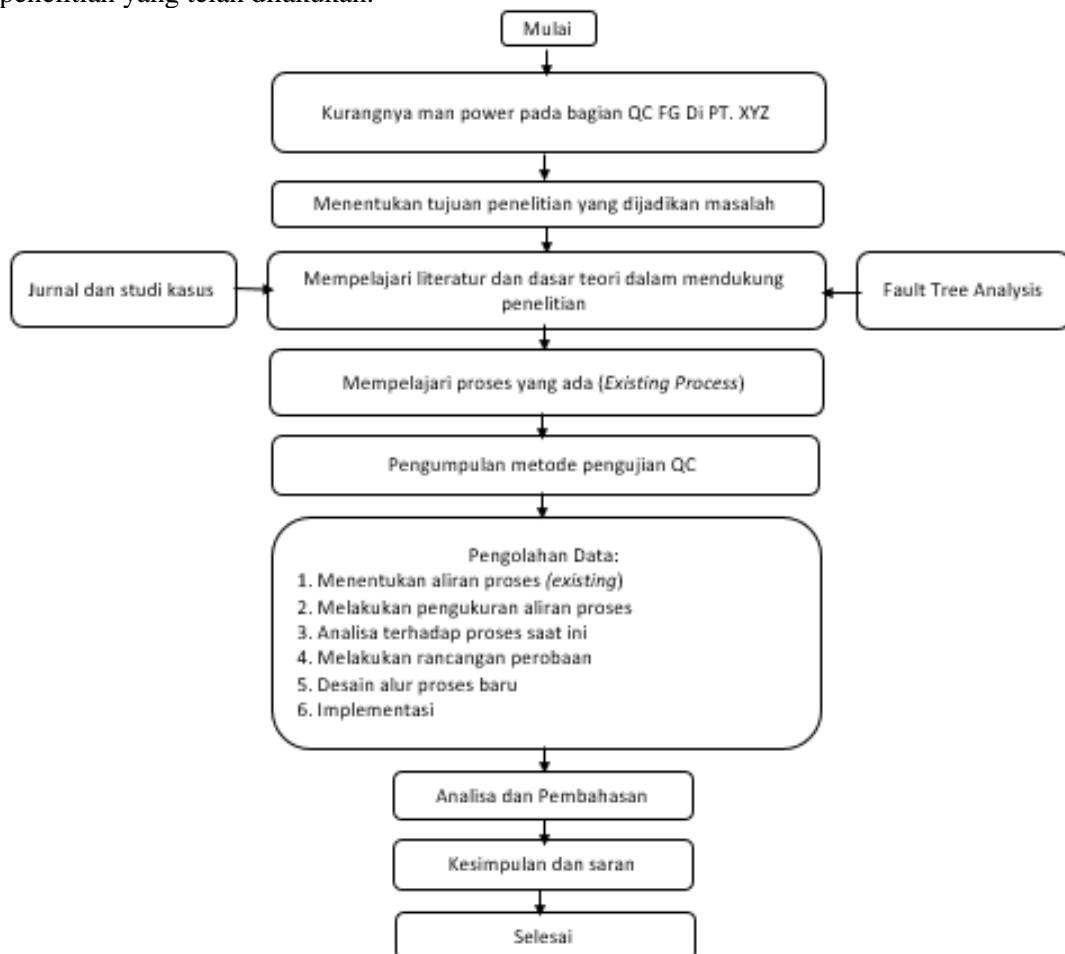 penelitian yang telah dilakukan.
Mulai
Kurangnya man power pada bagian QC FG Di PT. XYZ
Menentukan tujuan penelitian yang dijadikan masalah
Jurnal dan studi kasus
Mempelajari literatur dan dasar teori dalam mendukung
penelitian
Fault Tree Analysis
Mempelajari proses yang ada (Existing Process)
Pengumpulan metode pengujian QC
Pengolahan Data:
1. Menentukan aliran proses (existing)
2. Melakukan pengukuran aliran proses
3. Analisa terhadap proses saat ini
4. Melakukan rancangan perobaan
5. Desain alur proses baru
6. Implementasi
Analisa dan Pembahasan
Kesimpulan dan saran
Selesai